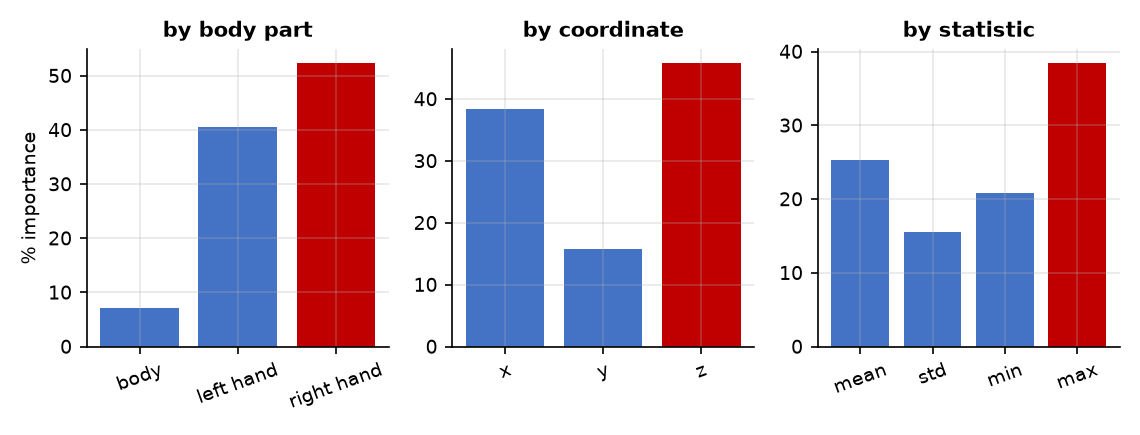 by body part
% importance
50
40
30
20
10
0
body
left hand
right hand
by coordinate
40
30
20
10
0
x
y
z
by statistic
40
30
20
10
0
mean
std
min
max